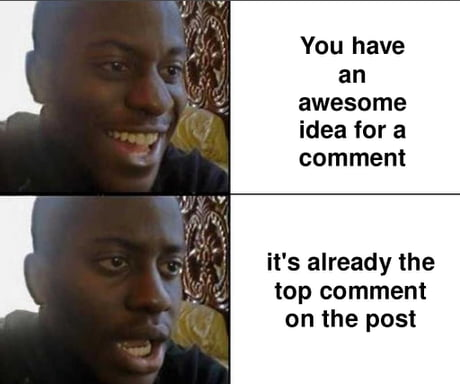 You have
an
awesome
idea for a
comment
it's already the
top comment
on the post